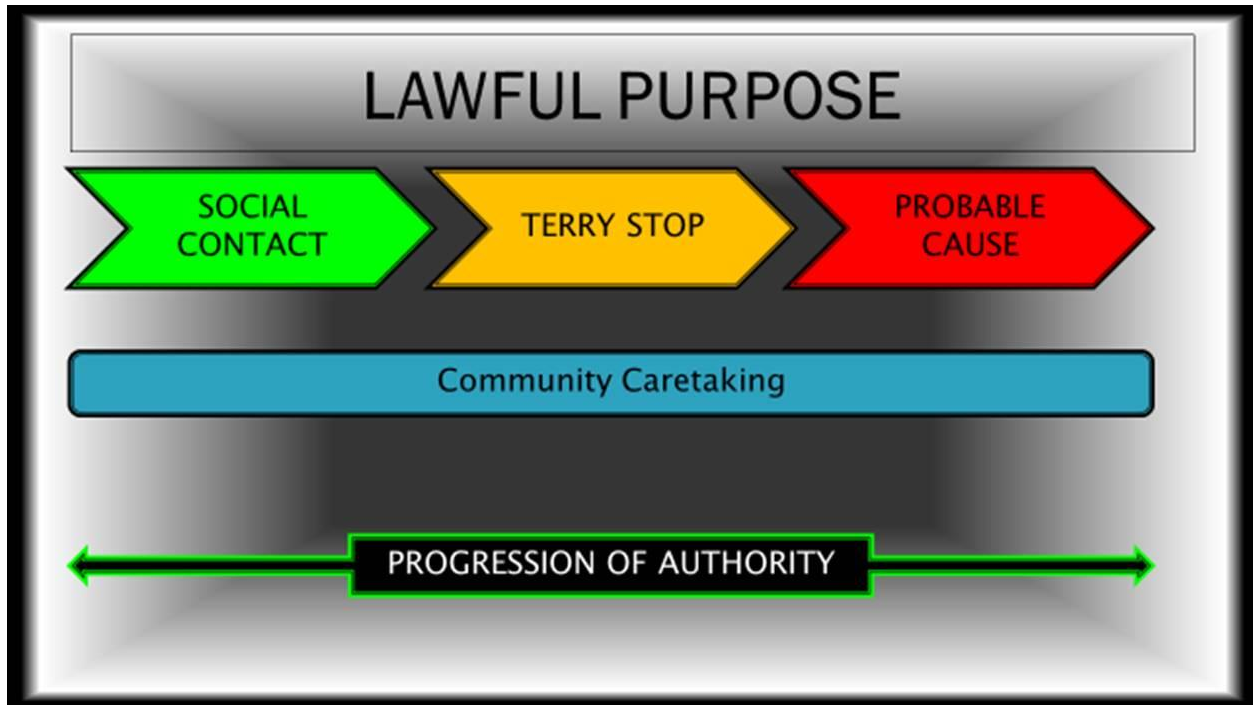 LAWFUL PURPOSE
SOCIAL
CONTACT
TERRY STOP
PROBABLE
CAUSE
Community Caretaking
PROGRESSION OF AUTHORITY